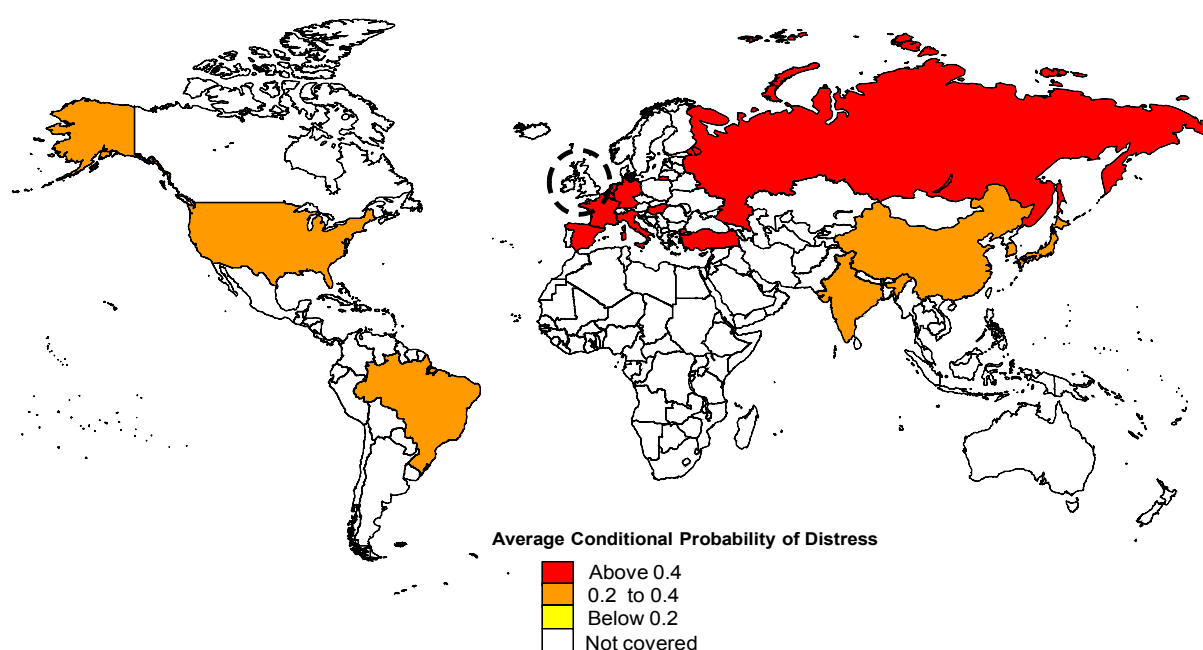 Average Conditional Probability of Distress
Above 0.4
0.2 to 0.4
Below 0.2
Not covered